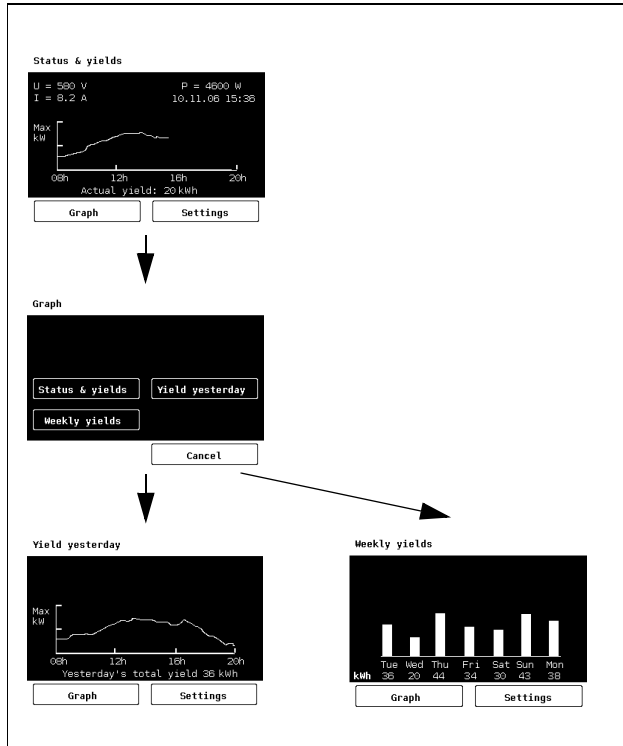 Status & yields
U = 580 V P = 4600 W
I = 8.2 A 10.11.06 15:36
Max
kW
08h 12h 16h 20h
Actual yield: 20 kWh
Graph Settings
Graph
Status & yields Yield yesterday
Weekly yields
Cancel
Yield yesterday
Max
kW
08h 12h 16h 20h
Yesterday's total yield 36 kWh
Graph Settings
Weekly yields
Tue Wed Thu Fri Sat Sun Mon
kWh 36 20 44 34 30 43 38
Graph Settings